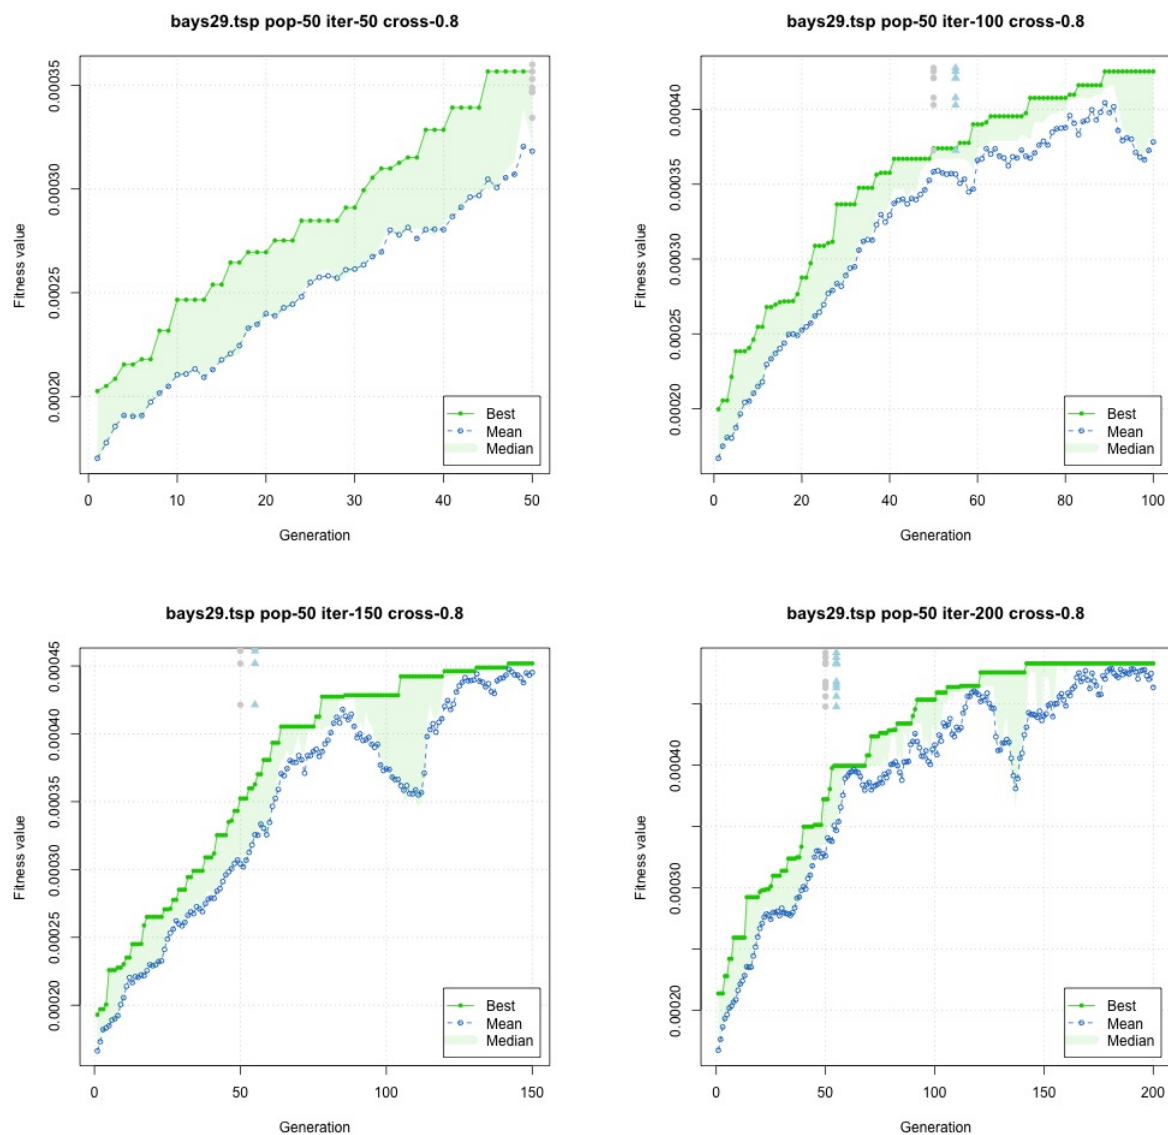 bays29.tsp pop-50 iter-50 cross-0.8
Fitness value
0.00035
0.00030
0.00025
0.00020
Best
Mean
Median
0 10 20 30 40 50
Generation
bays29.tsp pop-50 iter-100 cross-0.8
Fitness value
0.00040
0.00035
0.00030
0.00025
0.00020
Best
Mean
Median
0 20 40 60 80 100
Generation
bays29.tsp pop-50 iter-150 cross-0.8
Fitness value
0.00045
0.00040
0.00035
0.00030
0.00025
0.00020
Best
Mean
Median
0 50 100 150
Generation
bays29.tsp pop-50 iter-200 cross-0.8
Fitness value
0.00040
0.00030
0.00020
Best
Mean
Median
0 50 100 150 200
Generation